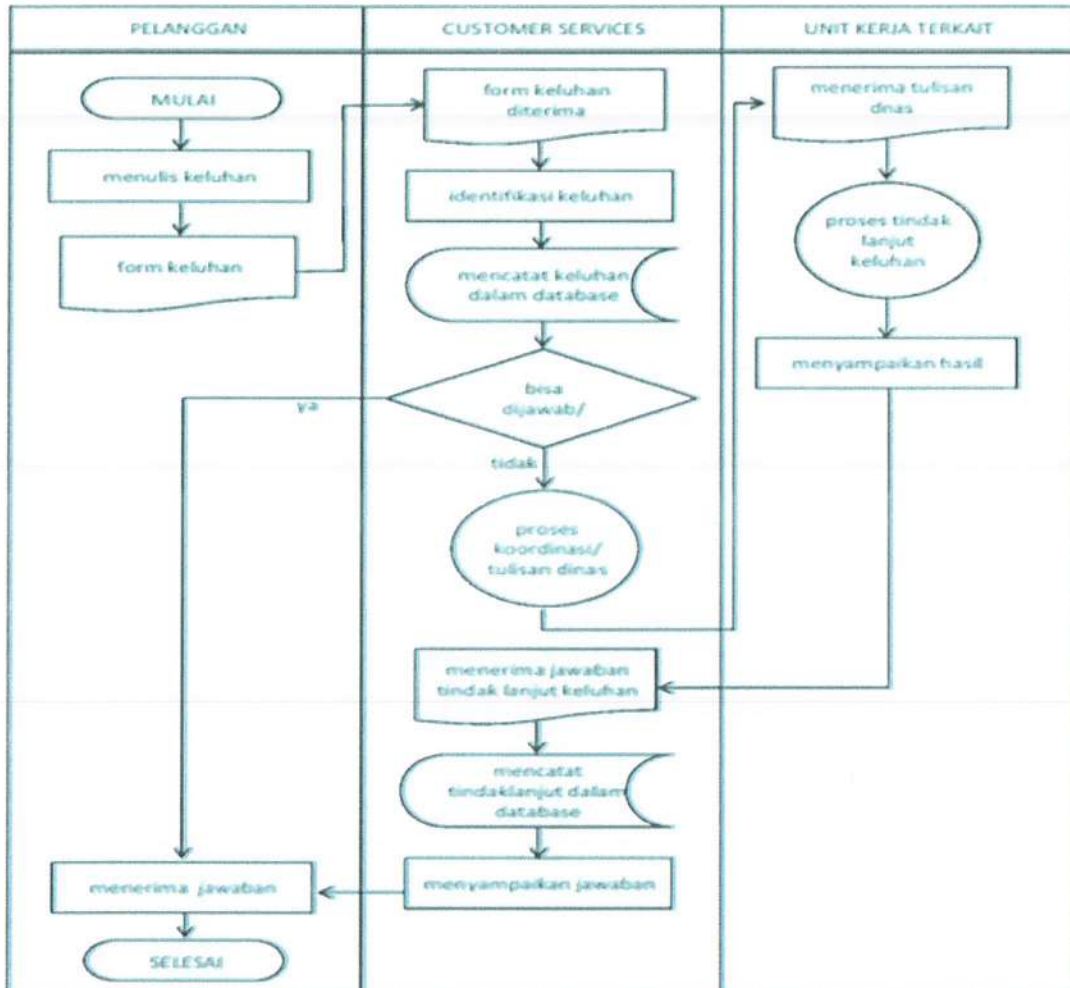 PELANGGAN
CUSTOMER SERVICES
UNIT KERJA TERKAIT
MULAI
menulis keluhan
form keluhan
form keluhan
diterima
identifikasi keluhan
mencatat keluhan
dalam database
bisa
dijawab/
ya
tidak
proses
koordinasi/
tulisan dinas
menerima tulisan
dnas
proses tindak
lanjut
keluhan
menyampaikan hasil
menerima jawaban
tindak lanjut keluhan
mencatat
tindaklanjut dalam
database
menyampaikan jawaban
menerima jawaban
SELESAI